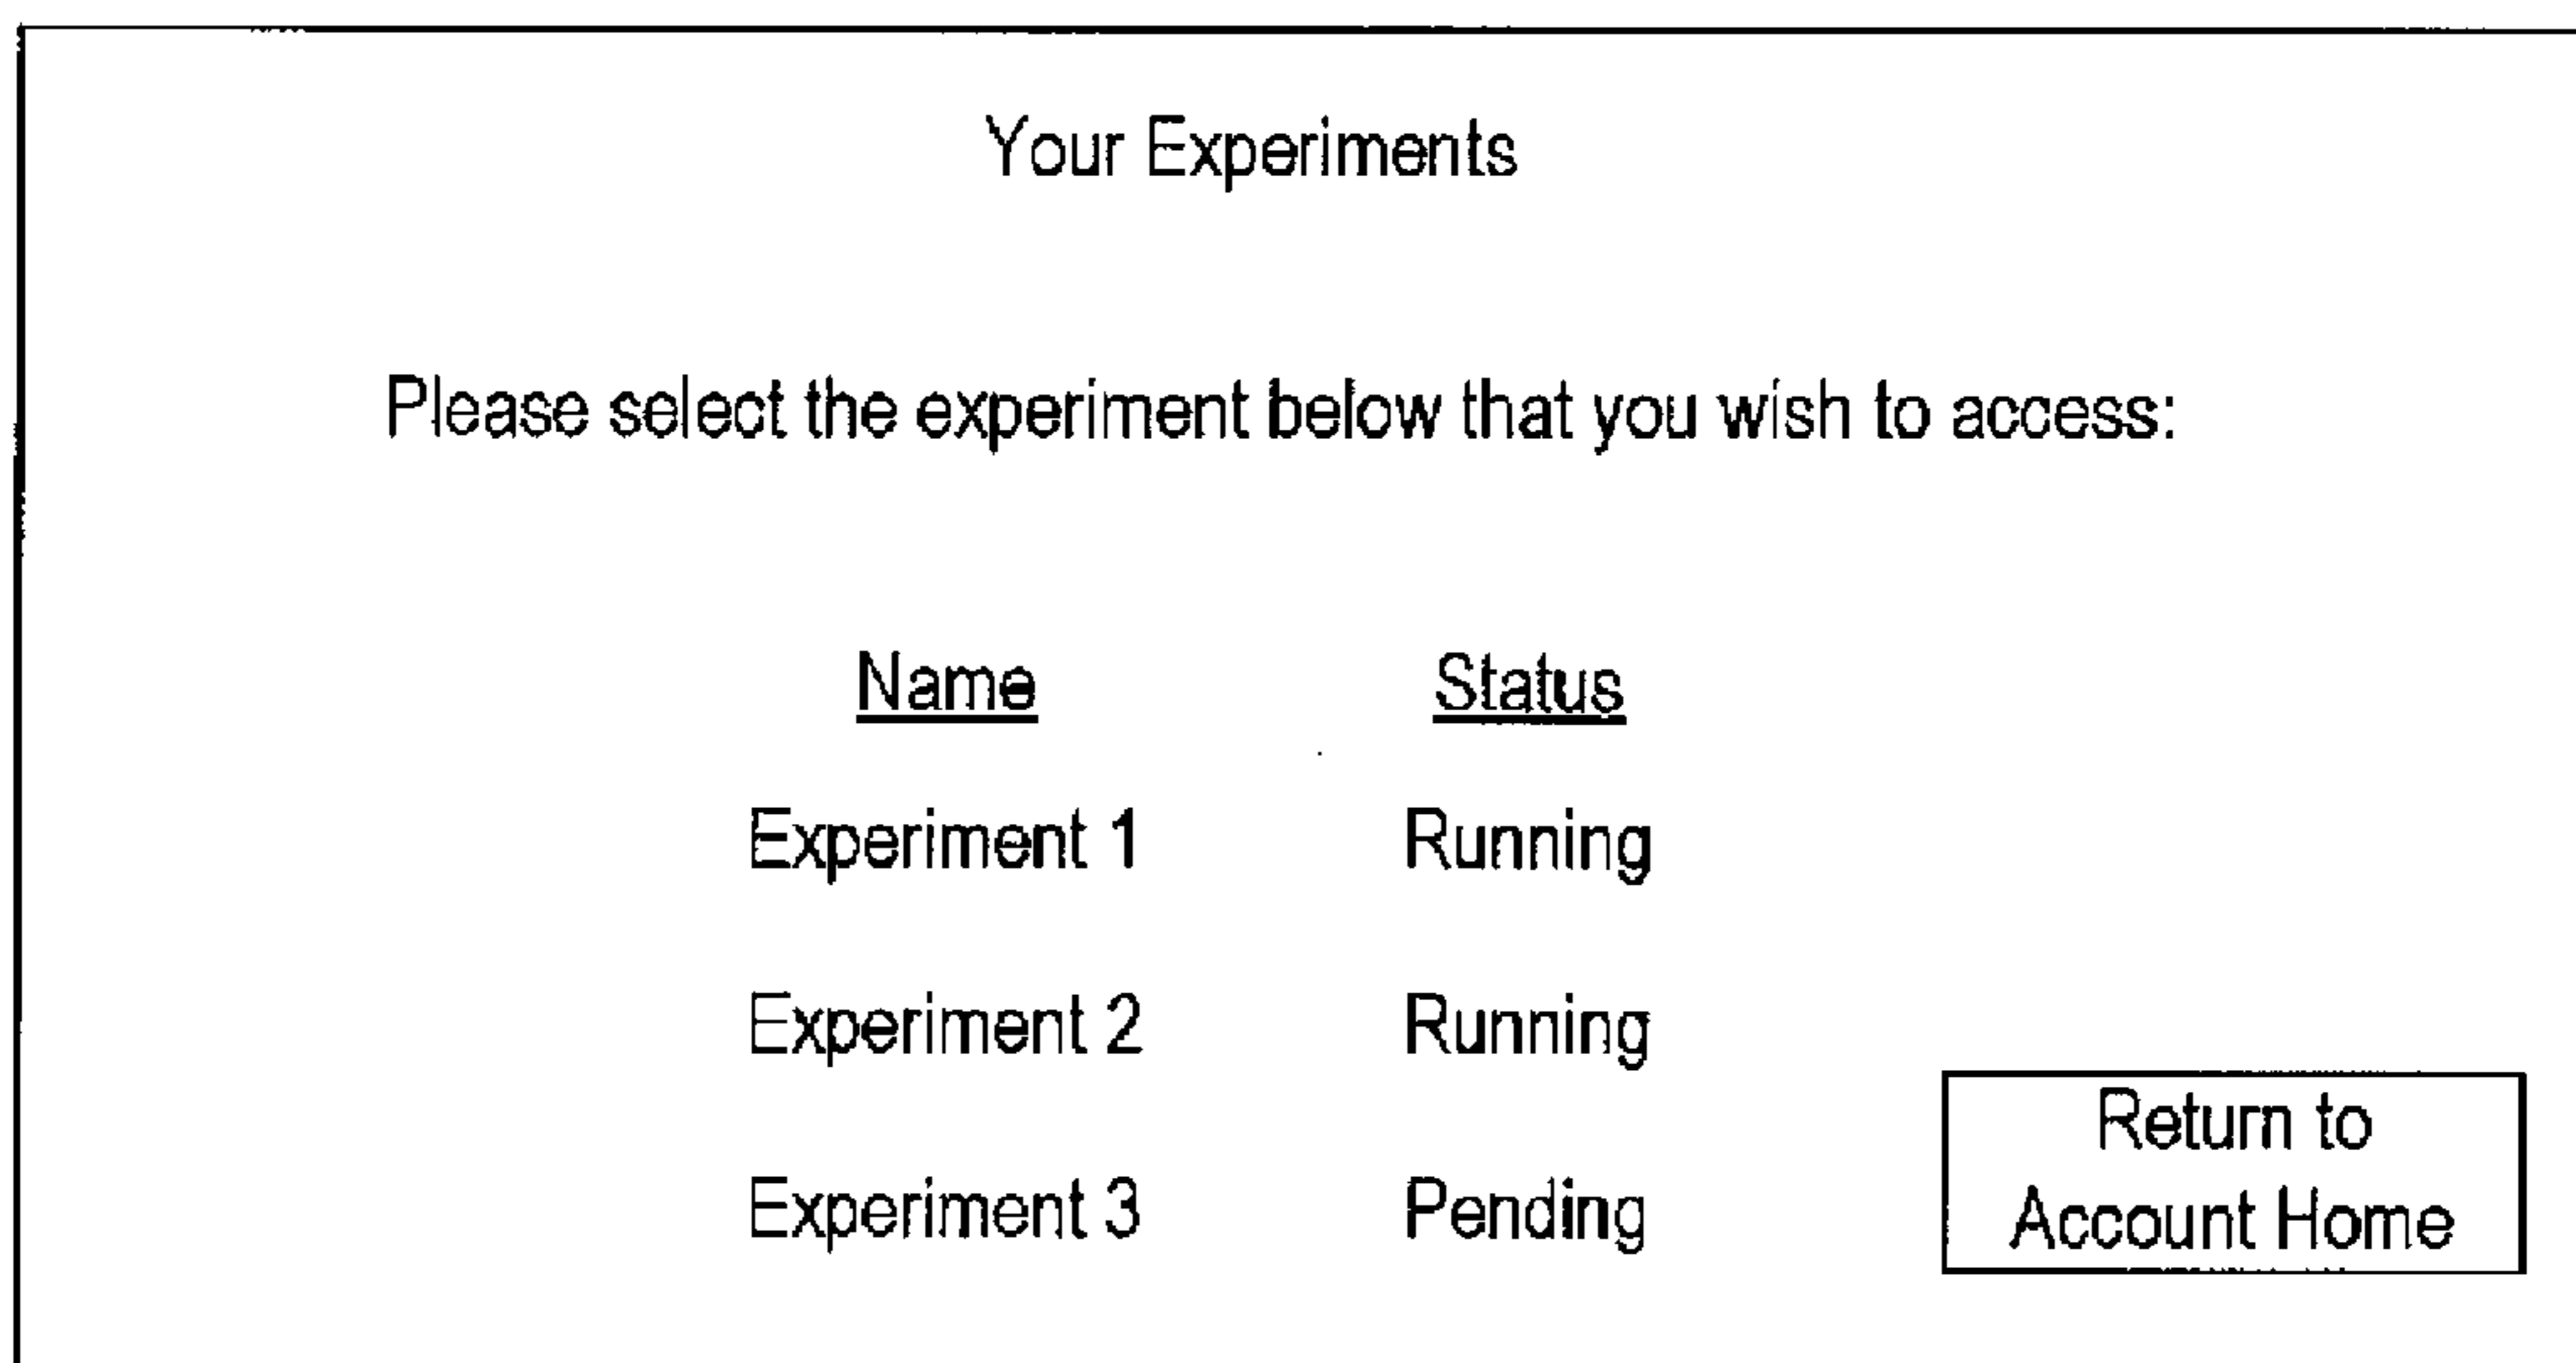 Your Experiments
Please select the experiment below that you wish to access:
Name Status
Experiment 1 Running
Experiment 2 Running
Experiment 3 Pending
Return to
Account Home